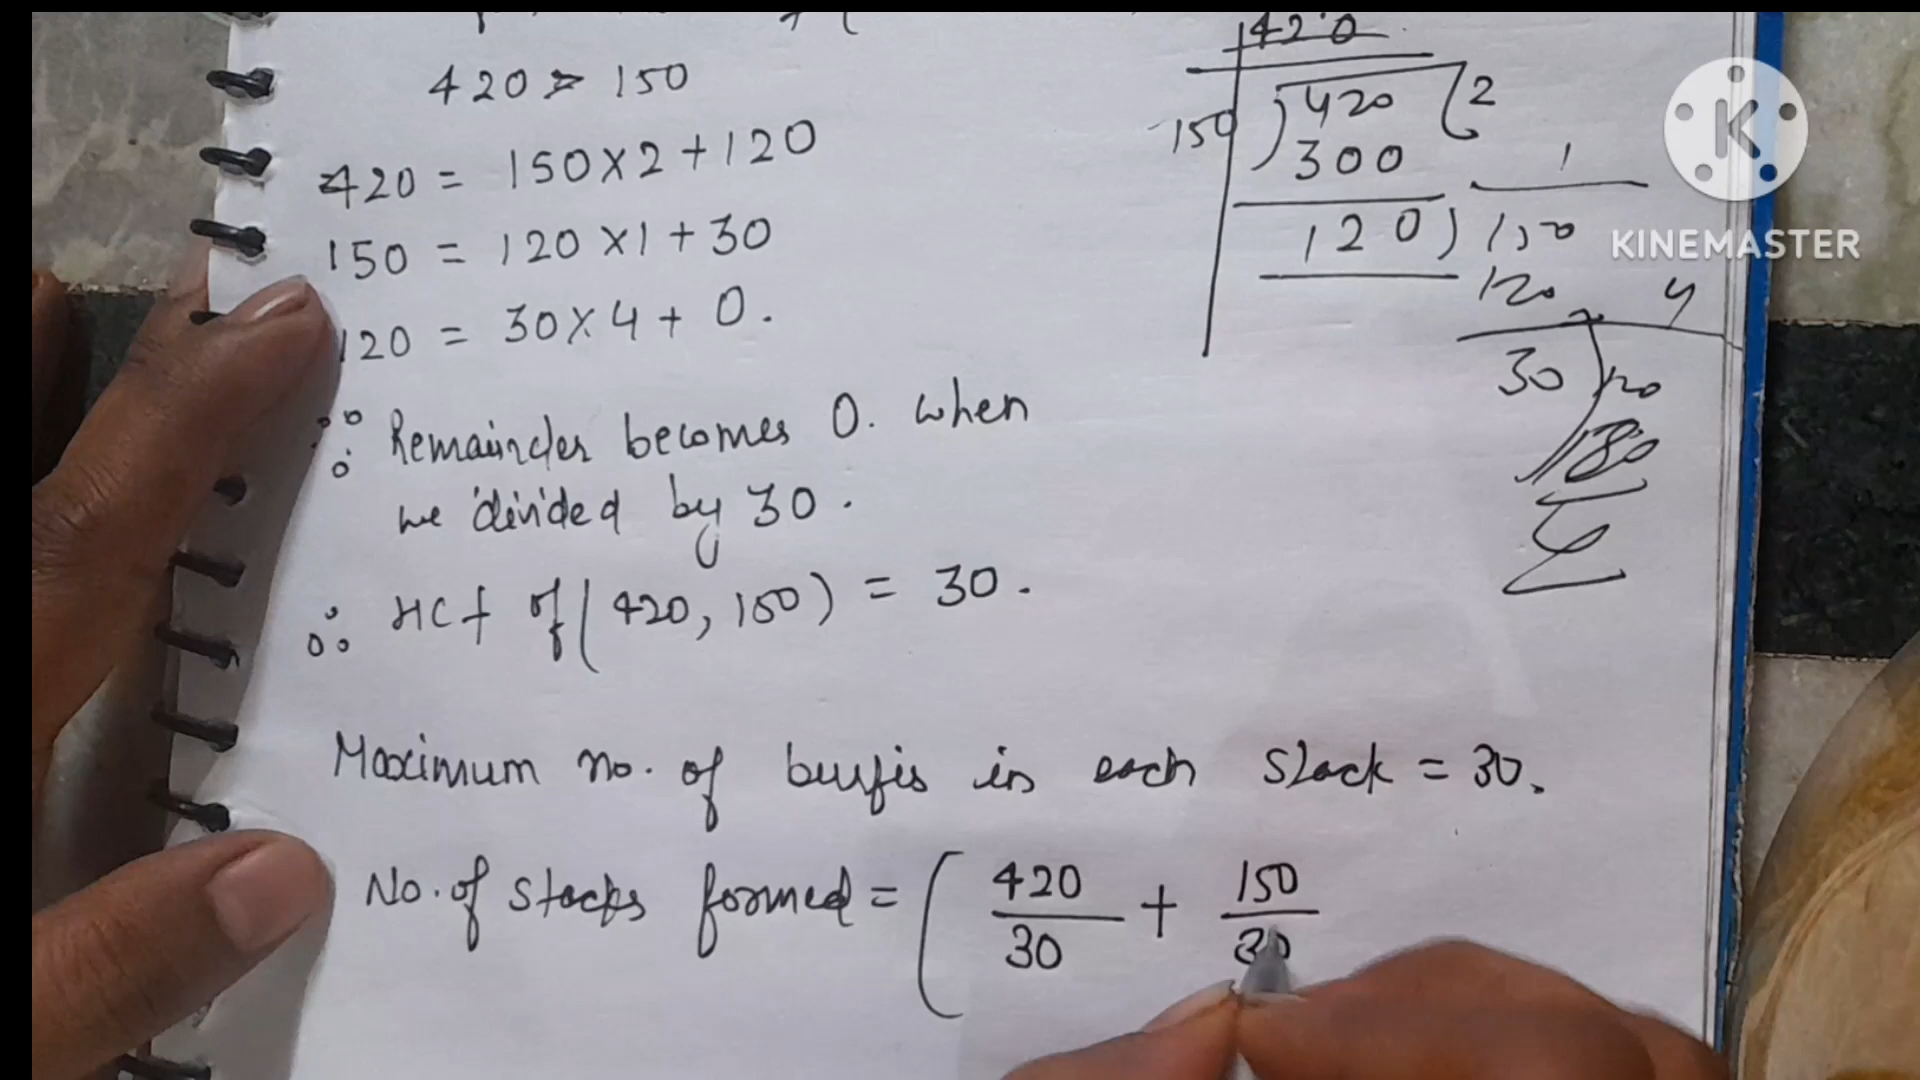 420 > 150
420 = 150 X 2 + 120
150 = 120 X 1 + 30
120 = 30 X 4 + 0.
∵ Remainder becomes 0. when
we divided by 30.
∴ HCf of (420, 150) = 30.
Maximum no. of burfis in each stack = 30.
No. of stacks formed = ( 420/30 + 150/30
420
150 ) 420 ( 2
300
1
120 ) 150
120
4
30 ) 120
KINEMASTER